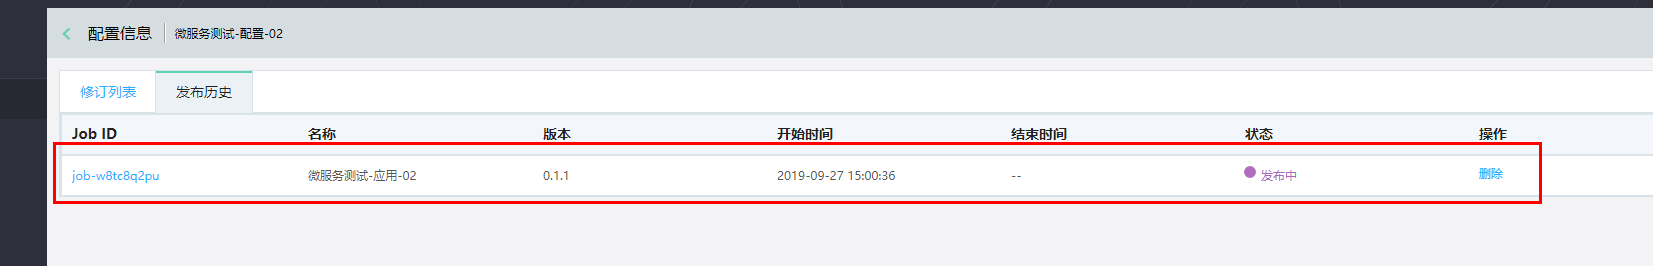 配置信息 微服务测试-配置-02
修订列表 发布历史
Job ID 名称 版本 开始时间 结束时间 状态 操作
job-w8tc8q2pu 微服务测试-应用-02 0.1.1 2019-09-27 15:00:36 -- 发布中 删除